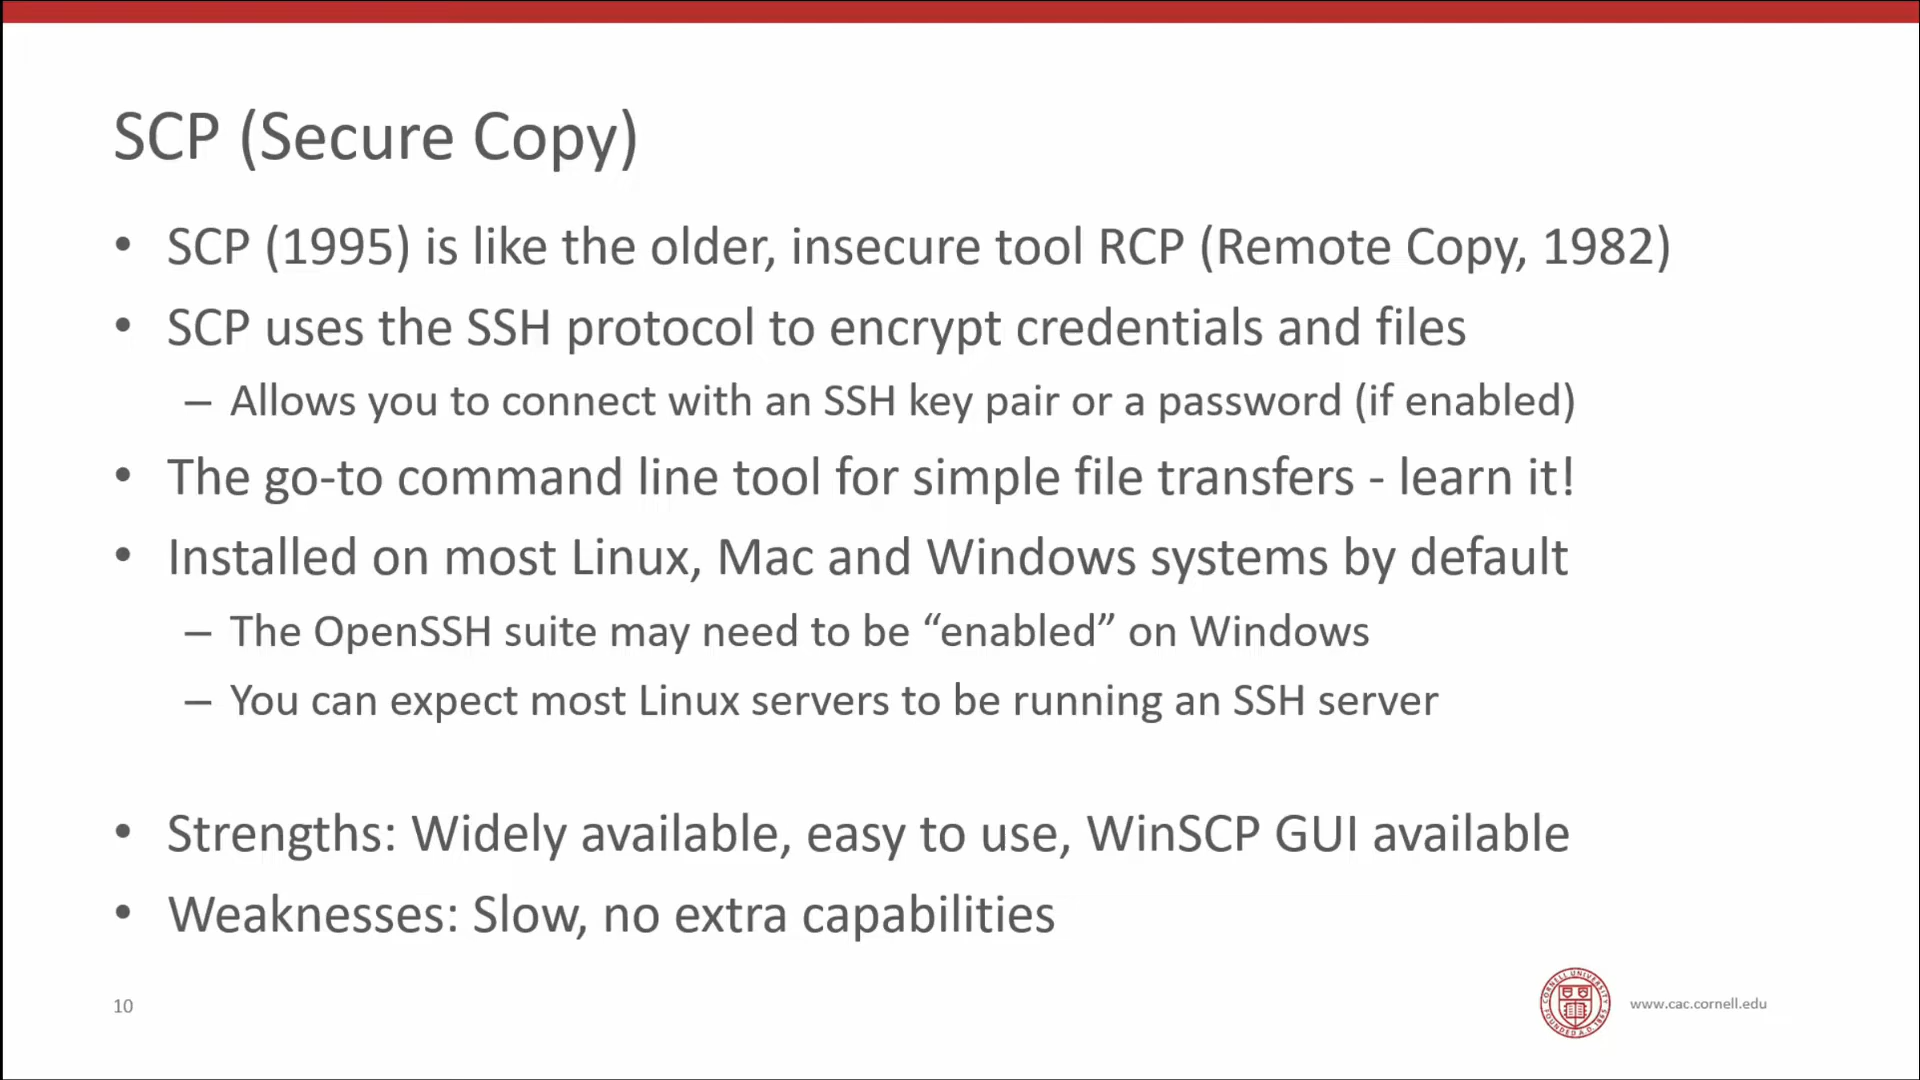 SCP (Secure Copy)
• SCP (1995) is like the older, insecure tool RCP (Remote Copy, 1982)
• SCP uses the SSH protocol to encrypt credentials and files
– Allows you to connect with an SSH key pair or a password (if enabled)
• The go-to command line tool for simple file transfers - learn it!
• Installed on most Linux, Mac and Windows systems by default
– The OpenSSH suite may need to be “enabled” on Windows
– You can expect most Linux servers to be running an SSH server
• Strengths: Widely available, easy to use, WinSCP GUI available
• Weaknesses: Slow, no extra capabilities
10
CORNELL UNIVERSITY
FOUNDED A.D. 1865
www.cac.cornell.edu